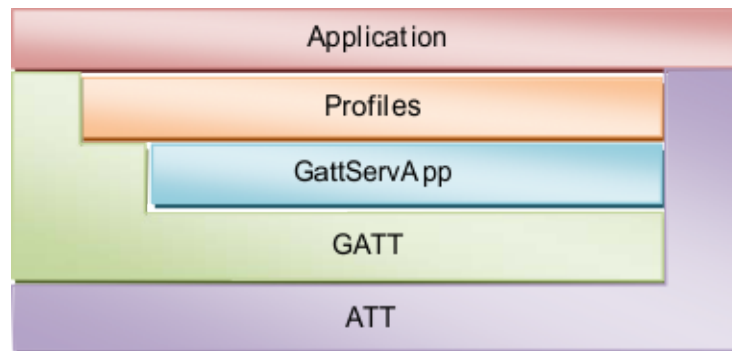 Application
Profiles
GattServApp
GATT
ATT